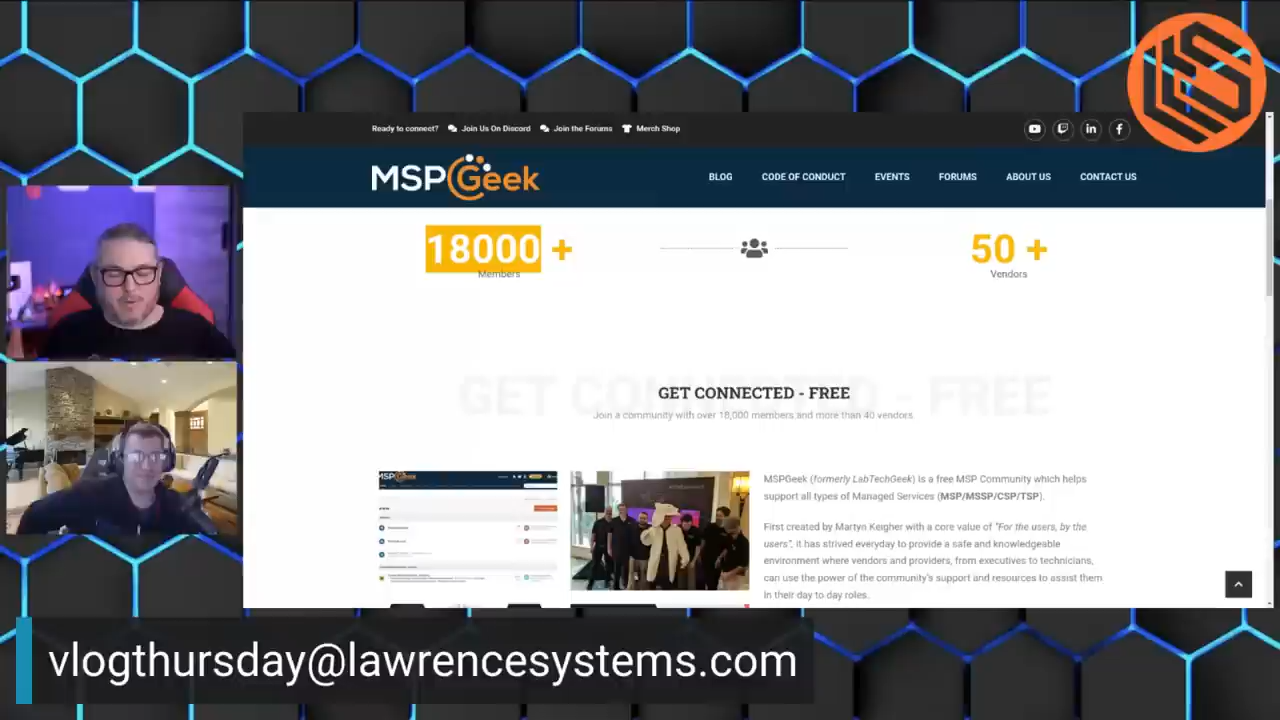 Ready to connect? Join Us On Discord Join the Forums Merch Shop
MSPGeek
BLOG CODE OF CONDUCT EVENTS FORUMS ABOUT US CONTACT US
18000 +
Members
50 +
Vendors
GET CONNECTED - FREE
GET CONNECTED - FREE
Join a community with over 18,000 members and more than 40 vendors
MSPGeek (formerly LabTechGeek) is a free MSP Community which helps
support all types of Managed Services (MSP/MSSP/CSP/TSP).
First created by Martyn Keigher with a core value of "For the users, by the
users", it has strived everyday to provide a safe and knowledgeable
environment where vendors and providers, from executives to technicians,
can use the power of the community's support and resources to assist them
in their day to day roles.
vlogthursday@lawrencesystems.com